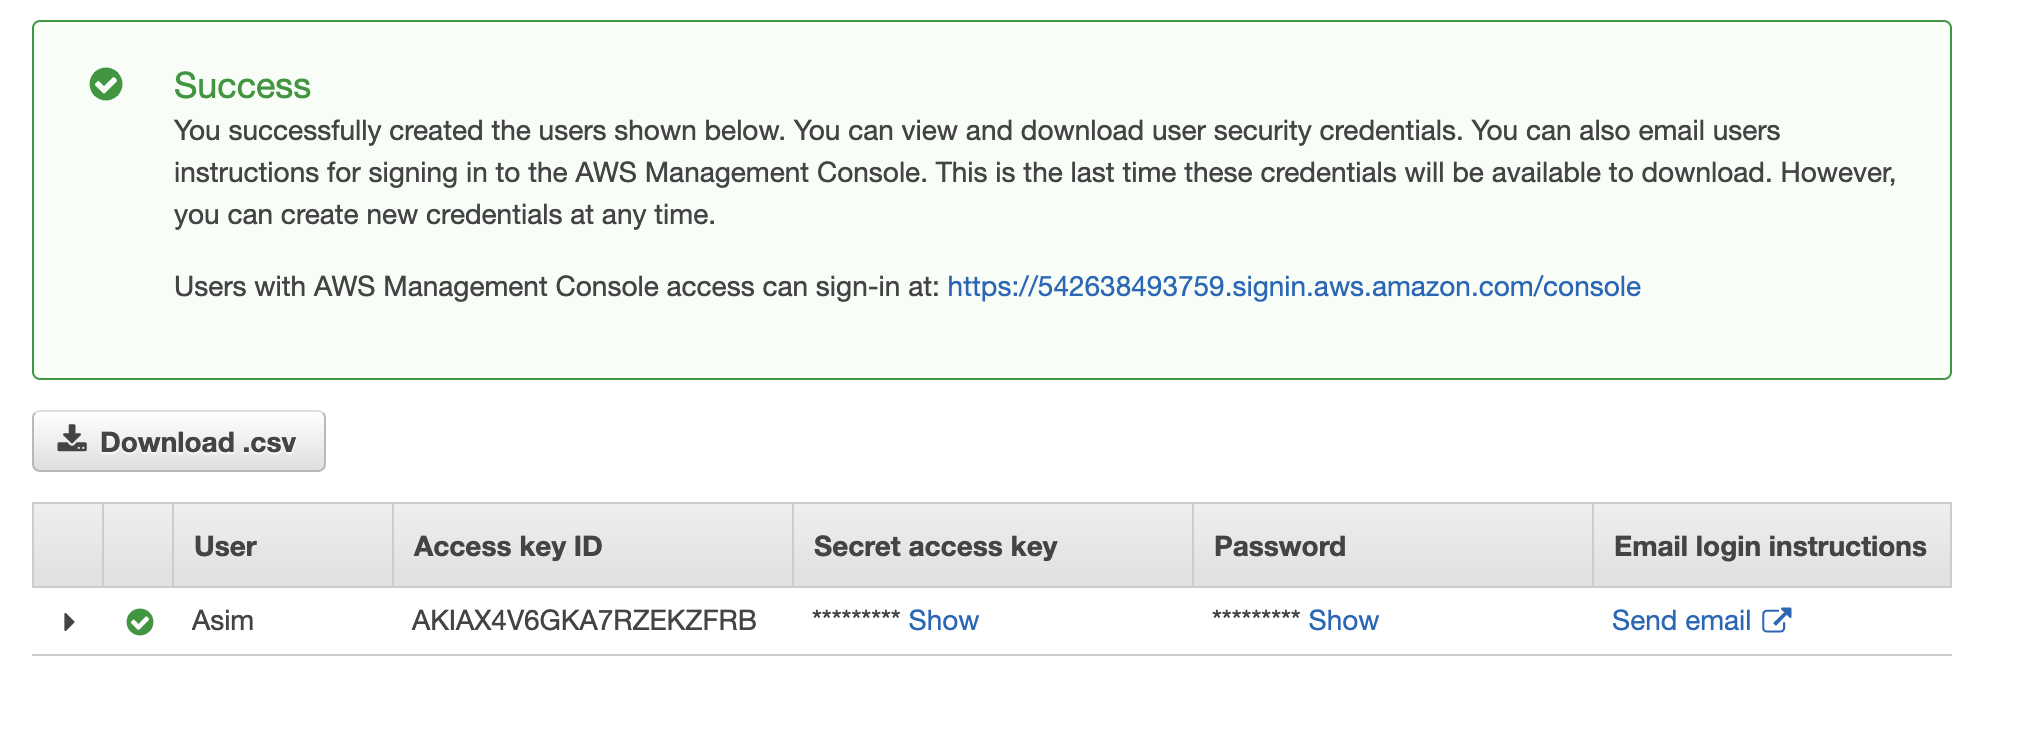 Success
You successfully created the users shown below. You can view and download user security credentials. You can also email users
instructions for signing in to the AWS Management Console. This is the last time these credentials will be available to download. However,
you can create new credentials at any time.
Users with AWS Management Console access can sign-in at: https://542638493759.signin.aws.amazon.com/console
Download .csv
User Access key ID Secret access key Password Email login instructions
Asim AKIAX4V6GKA7RZEKZFRB ********* Show ********* Show Send email